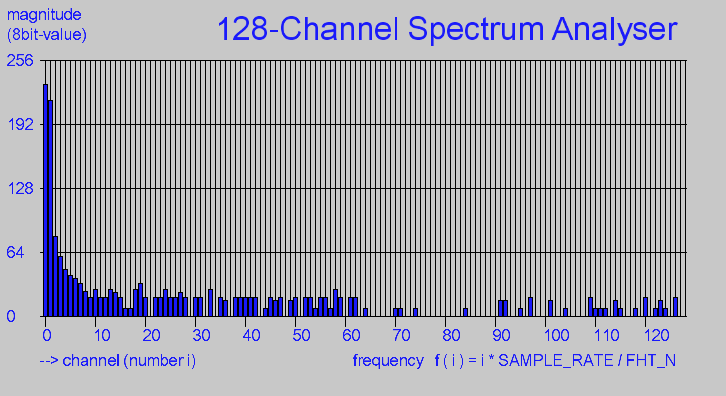 magnitude
(8bit-value)
128-Channel Spectrum Analyser
256
192
128
64
0
0 10 20 30 40 50 60 70 80 90 100 110 120
--> channel (number i)
frequency f ( i ) = i * SAMPLE_RATE / FHT_N